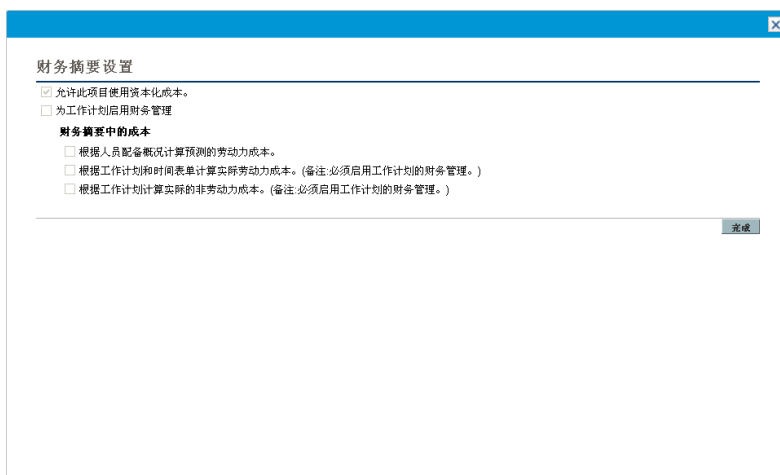 财务摘要设置
允许此项目使用资本化成本。
为工作计划启用财务管理
财务摘要中的成本
根据人员配备概况计算预测的劳动力成本。
根据工作计划和时间表单计算实际劳动力成本。(备注:必须启用工作计划的财务管理。)
根据工作计划计算实际的非劳动力成本。(备注:必须启用工作计划的财务管理。)
完成